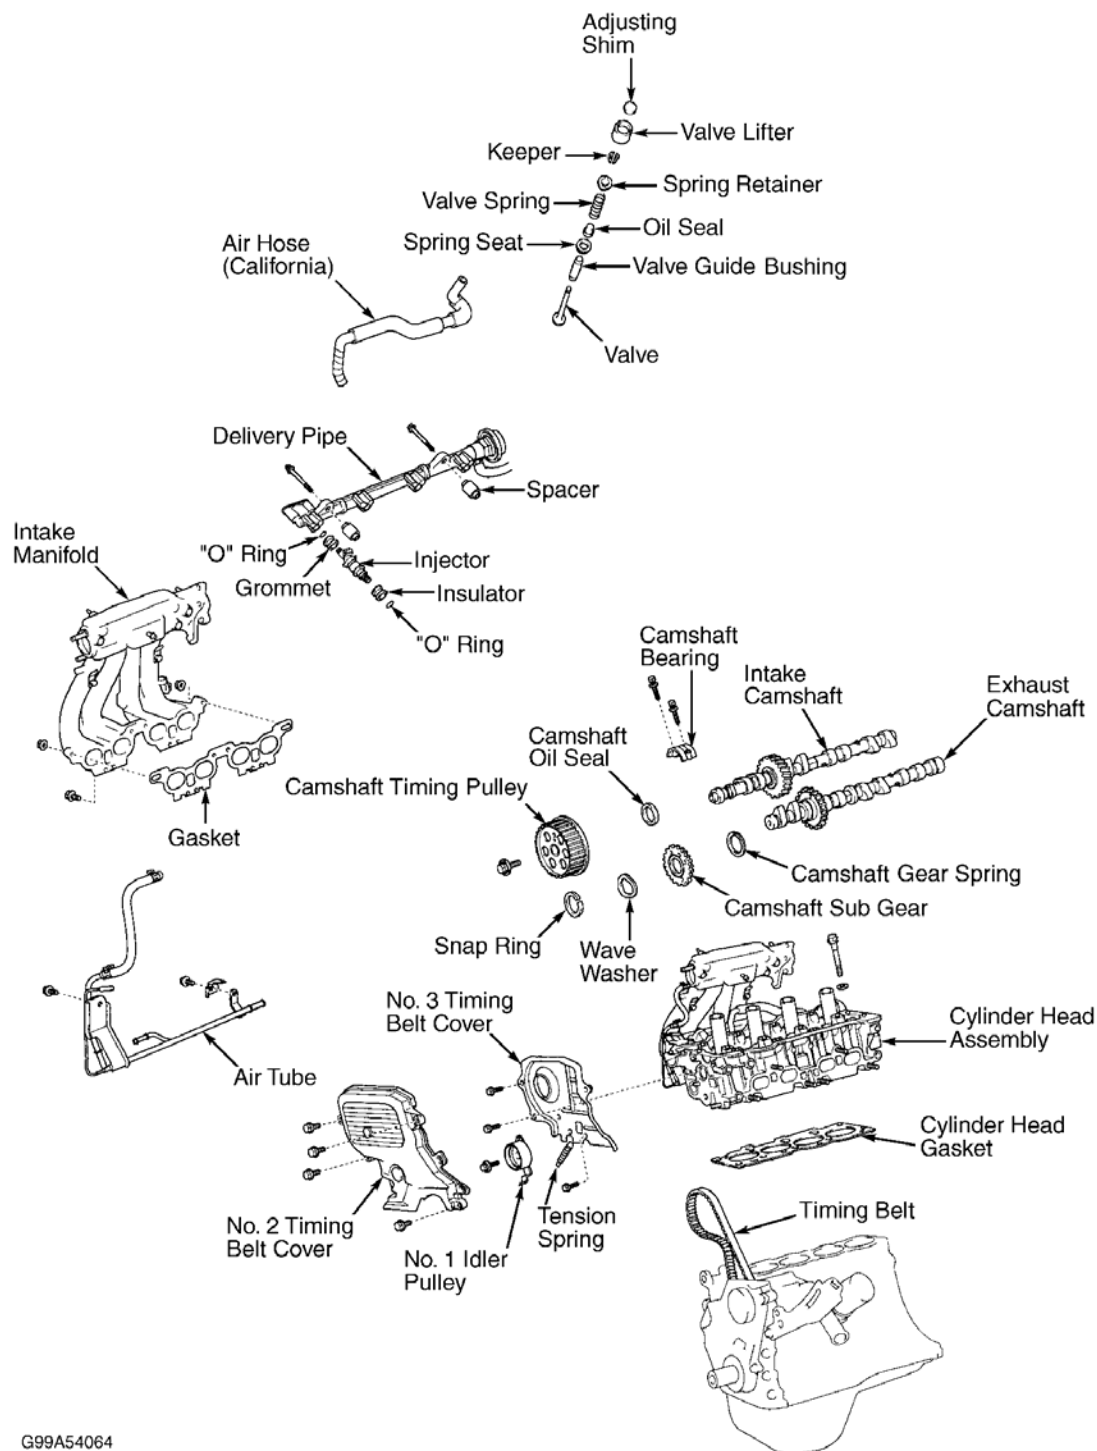 Adjusting
Shim
Valve Lifter
Keeper
Spring Retainer
Valve Spring
Oil Seal
Spring Seat
Valve Guide Bushing
Valve
Air Hose
(California)
Delivery Pipe
Spacer
Intake
Manifold
"O" Ring
Injector
Grommet
Insulator
"O" Ring
Gasket
Camshaft
Bearing
Intake
Camshaft
Exhaust
Camshaft
Camshaft
Oil Seal
Camshaft Timing Pulley
Camshaft Gear Spring
Camshaft Sub Gear
Snap Ring
Wave
Washer
No. 3 Timing
Belt Cover
Cylinder Head
Assembly
Air Tube
Cylinder Head
Gasket
No. 2 Timing
Belt Cover
Tension
Spring
No. 1 Idler
Pulley
Timing Belt
G99A54064